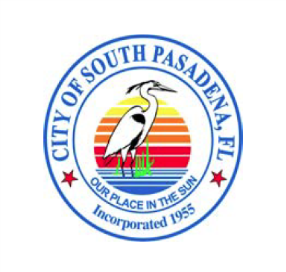 CITY OF SOUTH PASADENA, FL
OUR PLACE IN THE SUN
Incorporated 1955